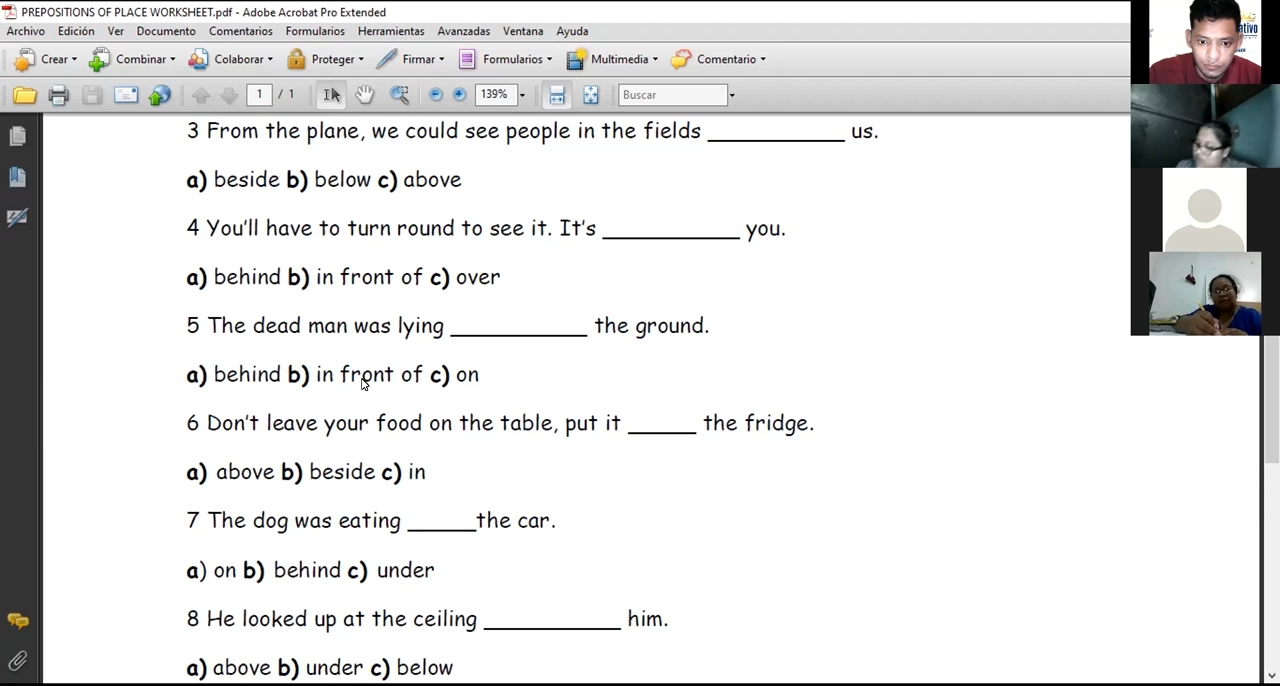 PREPOSITIONS OF PLACE WORKSHEET.pdf - Adobe Acrobat Pro Extended
Archivo Edición Ver Documento Comentarios Formularios Herramientas Avanzadas Ventana Ayuda
Crear Combinar Colaborar Proteger Firmar Formularios Multimedia Comentario
1 / 1 139% Buscar
3 From the plane, we could see people in the fields ____________ us.
a) beside b) below c) above
4 You'll have to turn round to see it. It's ____________ you.
a) behind b) in front of c) over
5 The dead man was lying ____________ the ground.
a) behind b) in front of c) on
6 Don't leave your food on the table, put it ______ the fridge.
a) above b) beside c) in
7 The dog was eating ______the car.
a) on b) behind c) under
8 He looked up at the ceiling ____________ him.
a) above b) under c) below